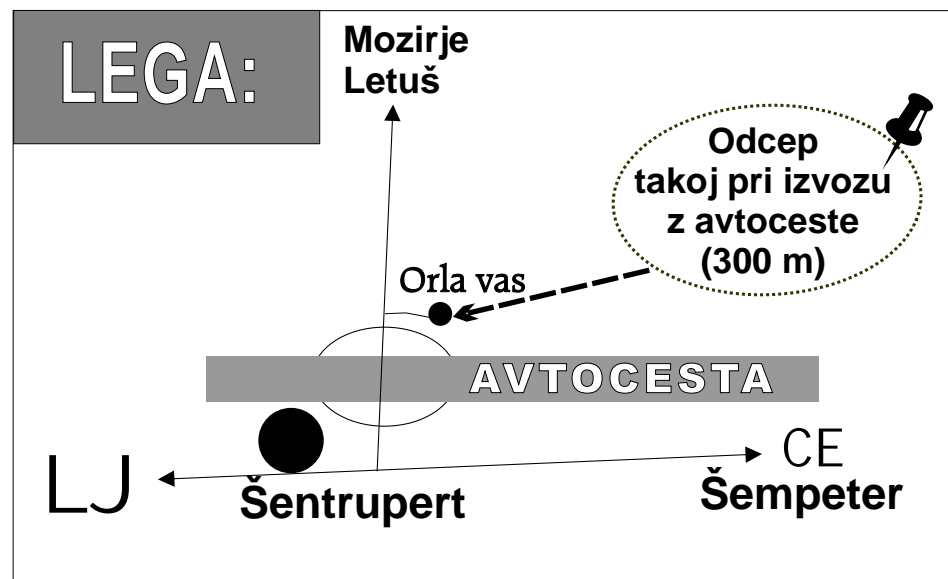 LEGA:
Mozirje
Letuš
Odcep
takoj pri izvozu
z avtoceste
(300 m)
Orla vas
AVTOCESTA
LJ
Šentrupert
CE
Šempeter